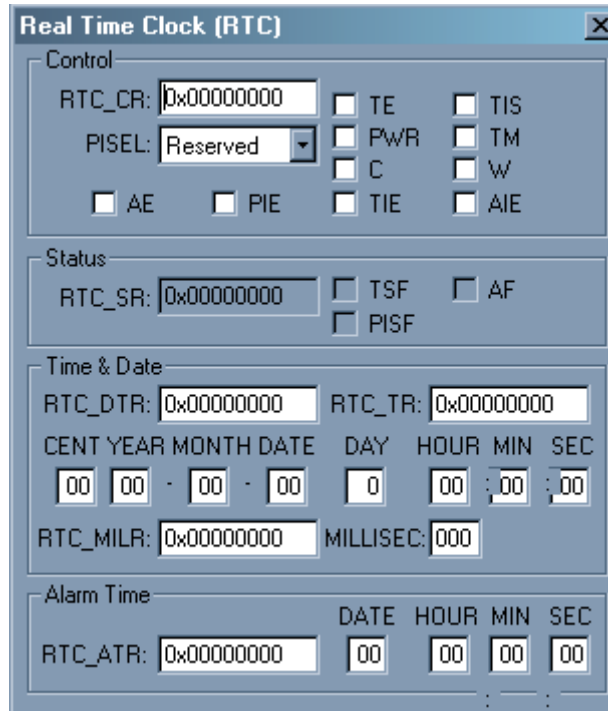 Real Time Clock (RTC)
Control
RTC_CR: 0x00000000 TE TIS
PISEL: Reserved PWR TM
C W
AE PIE TIE AIE
Status
RTC_SR: 0x00000000 TSF AF
PISF
Time & Date
RTC_DTR: 0x00000000 RTC_TR: 0x00000000
CENT YEAR MONTH DATE DAY HOUR MIN SEC
00 00 - 00 - 00 0 00 : 00 : 00
RTC_MILR: 0x00000000 MILLISEC: 000
Alarm Time
DATE HOUR MIN SEC
RTC_ATR: 0x00000000 00 00 00 00
: :